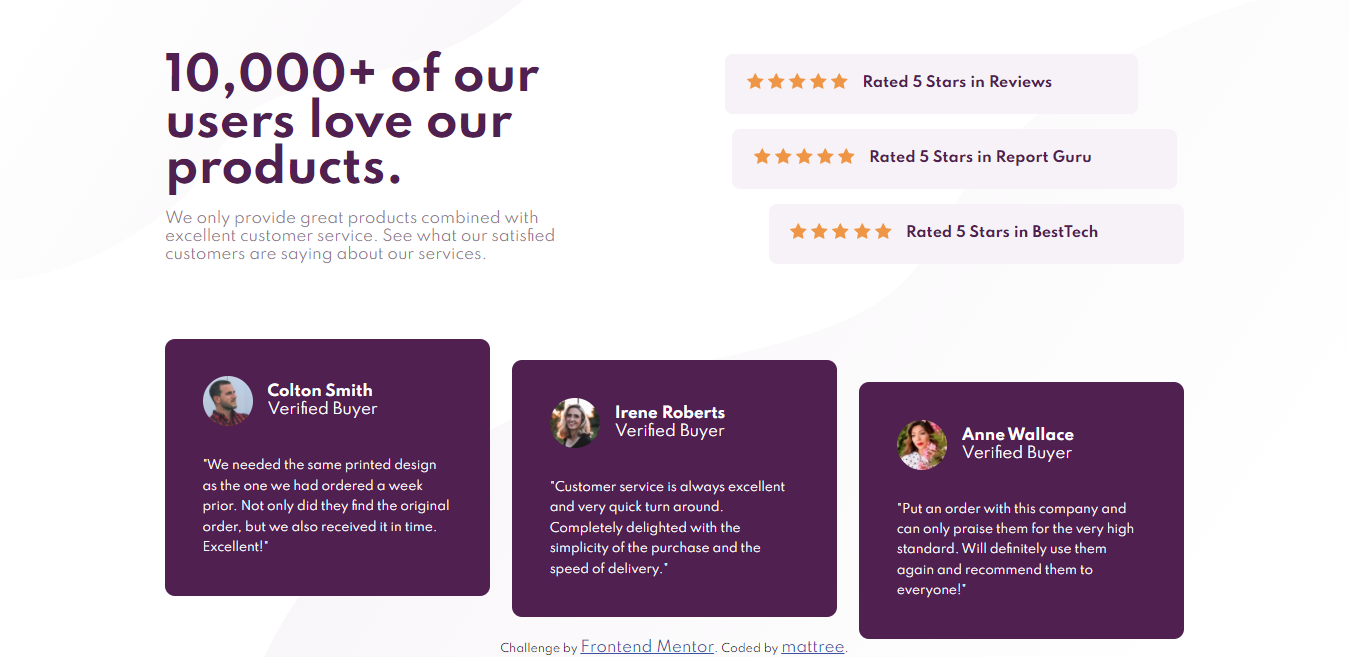 10,000+ of our
users love our
products.
We only provide great products combined with
excellent customer service. See what our satisfied
customers are saying about our services.
Rated 5 Stars in Reviews
Rated 5 Stars in Report Guru
Rated 5 Stars in BestTech
Colton Smith
Verified Buyer
"We needed the same printed design
as the one we had ordered a week
prior. Not only did they find the original
order, but we also received it in time.
Excellent!"
Irene Roberts
Verified Buyer
"Customer service is always excellent
and very quick turn around.
Completely delighted with the
simplicity of the purchase and the
speed of delivery."
Anne Wallace
Verified Buyer
"Put an order with this company and
can only praise them for the very high
standard. Will definitely use them
again and recommend them to
everyone!"
Challenge by Frontend Mentor. Coded by mattree.